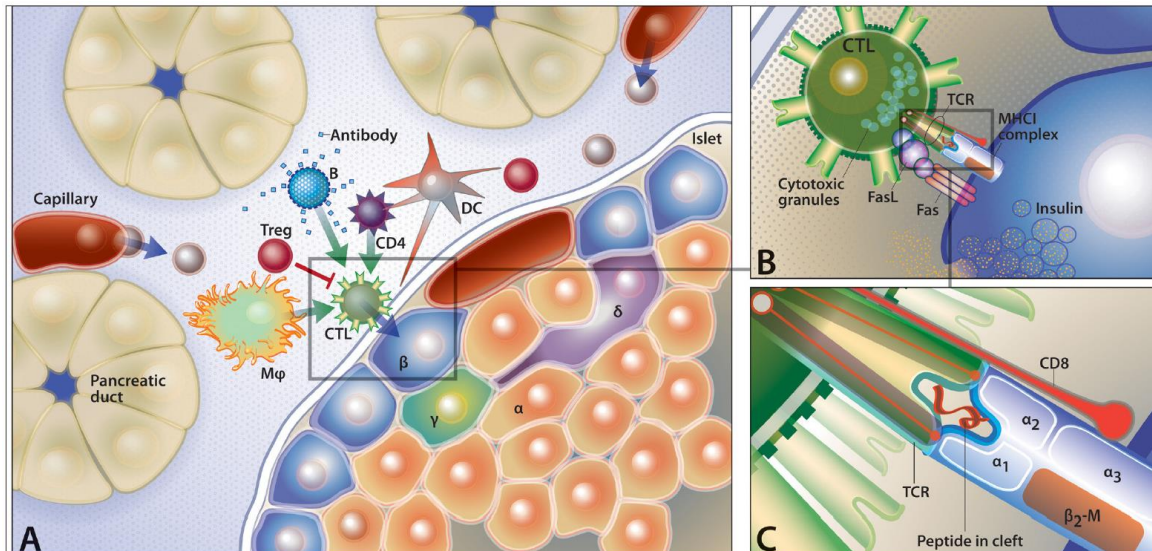 Antibody
B
Islet
Capillary
DC
Treg
CD4
CTL
δ
Mφ
β
Pancreatic
duct
γ
α
A
CTL
TCR
MHCI
complex
Cytotoxic
granules
FasL
Fas
Insulin
B
CD8
α2
α1
α3
TCR
β2-M
Peptide in cleft
C